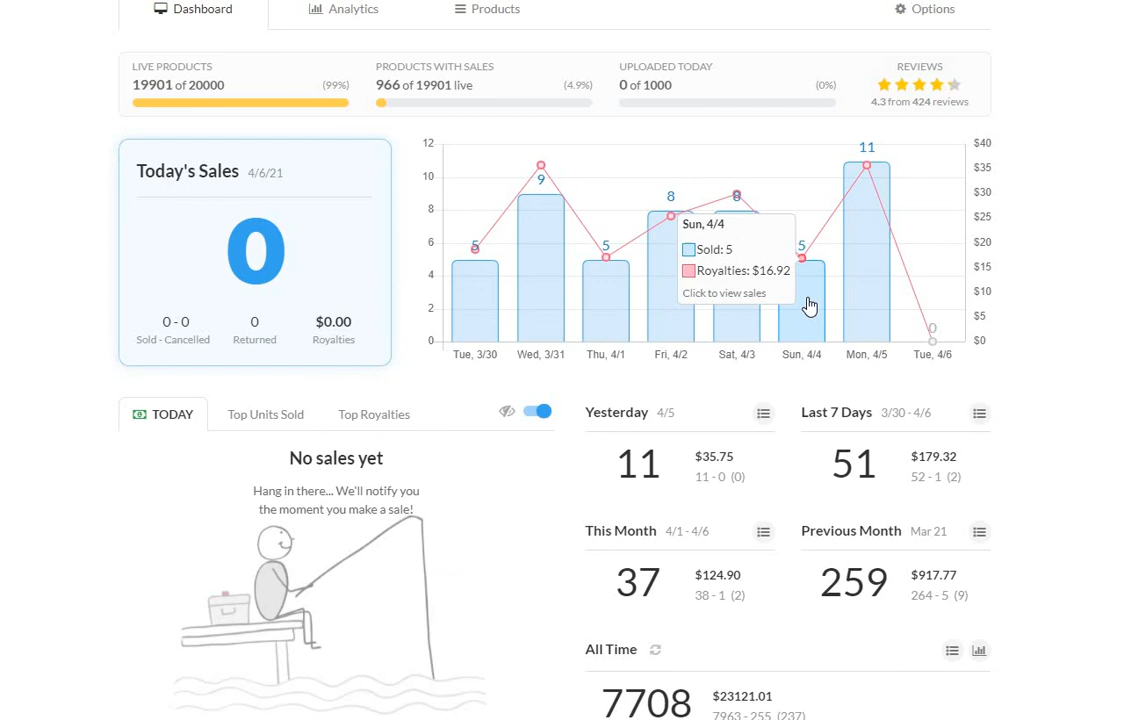 Dashboard
Analytics
Products
Options
LIVE PRODUCTS
19901 of 20000 (99%)
PRODUCTS WITH SALES
966 of 19901 live (4.9%)
UPLOADED TODAY
0 of 1000 (0%)
REVIEWS
4.3 from 424 reviews
Today's Sales 4/6/21
0
0 - 0
Sold - Cancelled
0
Returned
$0.00
Royalties
12
10
8
6
4
2
0
5
9
5
8
8
5
11
0
$40
$35
$30
$25
$20
$15
$10
$5
$0
Sun, 4/4
Sold: 5
Royalties: $16.92
Click to view sales
Tue, 3/30
Wed, 3/31
Thu, 4/1
Fri, 4/2
Sat, 4/3
Sun, 4/4
Mon, 4/5
Tue, 4/6
TODAY
Top Units Sold
Top Royalties
No sales yet
Hang in there... We'll notify you
the moment you make a sale!
Yesterday 4/5
11
$35.75
11 - 0 (0)
Last 7 Days 3/30 - 4/6
51
$179.32
52 - 1 (2)
This Month 4/1 - 4/6
37
$124.90
38 - 1 (2)
Previous Month Mar 21
259
$917.77
264 - 5 (9)
All Time
7708
$23121.01
7963 - 255 (237)